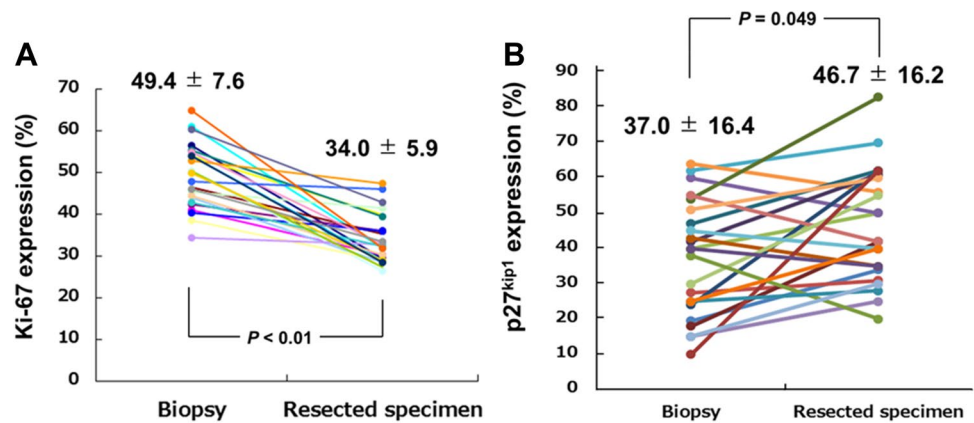 A
49.4 ± 7.6
34.0 ± 5.9
Ki-67 expression (%)
70
60
50
40
30
20
10
0
P < 0.01
Biopsy
Resected specimen
B
P = 0.049
46.7 ± 16.2
37.0 ± 16.4
p27kip1 expression (%)
90
80
70
60
50
40
30
20
10
0
Biopsy
Resected specimen